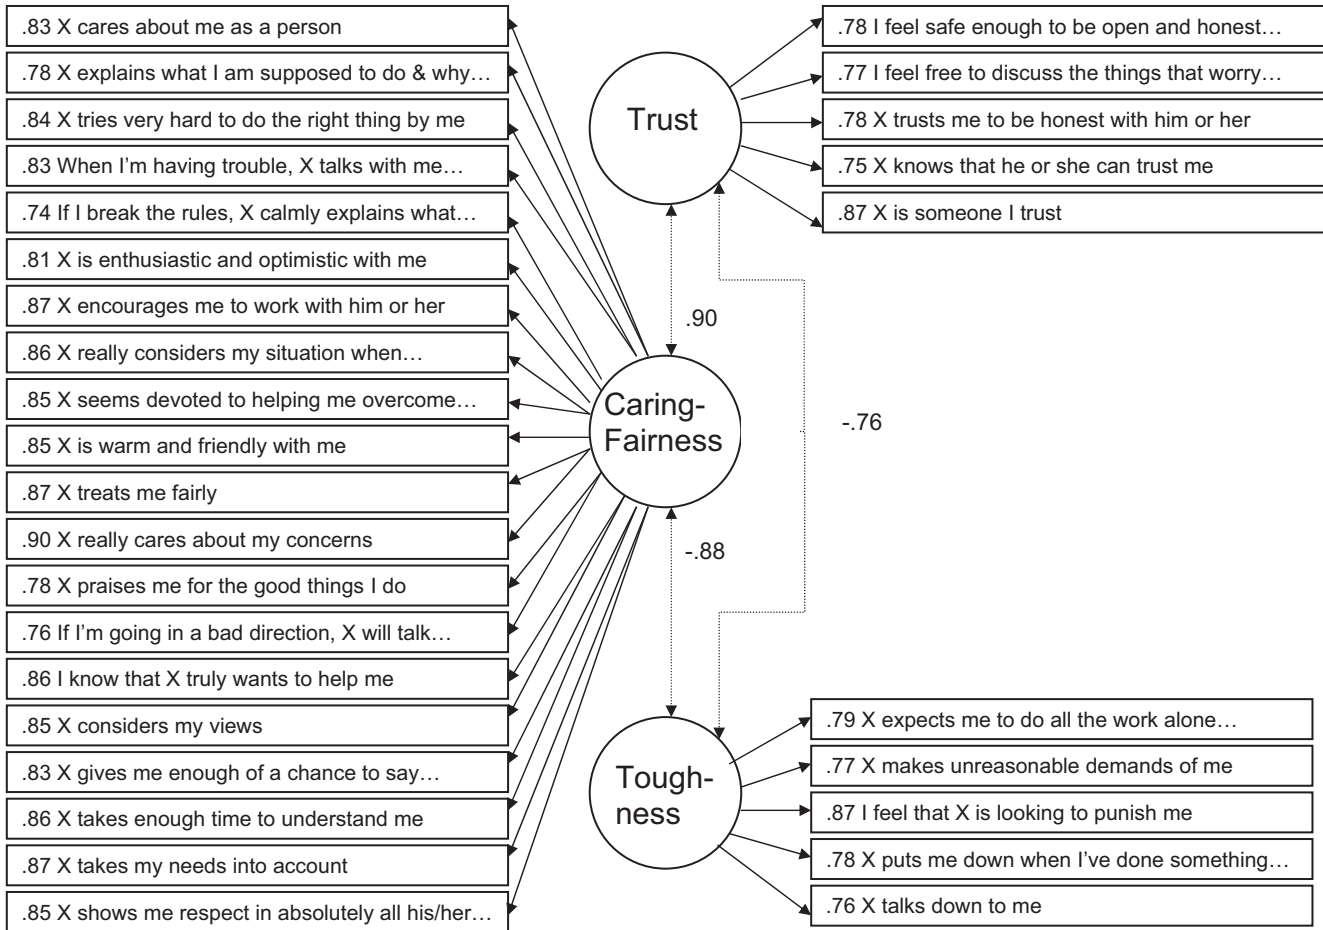 .83 X cares about me as a person
.78 X explains what I am supposed to do & why…
.84 X tries very hard to do the right thing by me
.83 When I'm having trouble, X talks with me…
.74 If I break the rules, X calmly explains what…
.81 X is enthusiastic and optimistic with me
.87 X encourages me to work with him or her
.86 X really considers my situation when…
.85 X seems devoted to helping me overcome…
.85 X is warm and friendly with me
.87 X treats me fairly
.90 X really cares about my concerns
.78 X praises me for the good things I do
.76 If I'm going in a bad direction, X will talk…
.86 I know that X truly wants to help me
.85 X considers my views
.83 X gives me enough of a chance to say…
.86 X takes enough time to understand me
.87 X takes my needs into account
.85 X shows me respect in absolutely all his/her…
Trust
.90
Caring-
Fairness
-.88
-.76
Tough-
ness
.78 I feel safe enough to be open and honest…
.77 I feel free to discuss the things that worry…
.78 X trusts me to be honest with him or her
.75 X knows that he or she can trust me
.87 X is someone I trust
.79 X expects me to do all the work alone…
.77 X makes unreasonable demands of me
.87 I feel that X is looking to punish me
.78 X puts me down when I've done something…
.76 X talks down to me